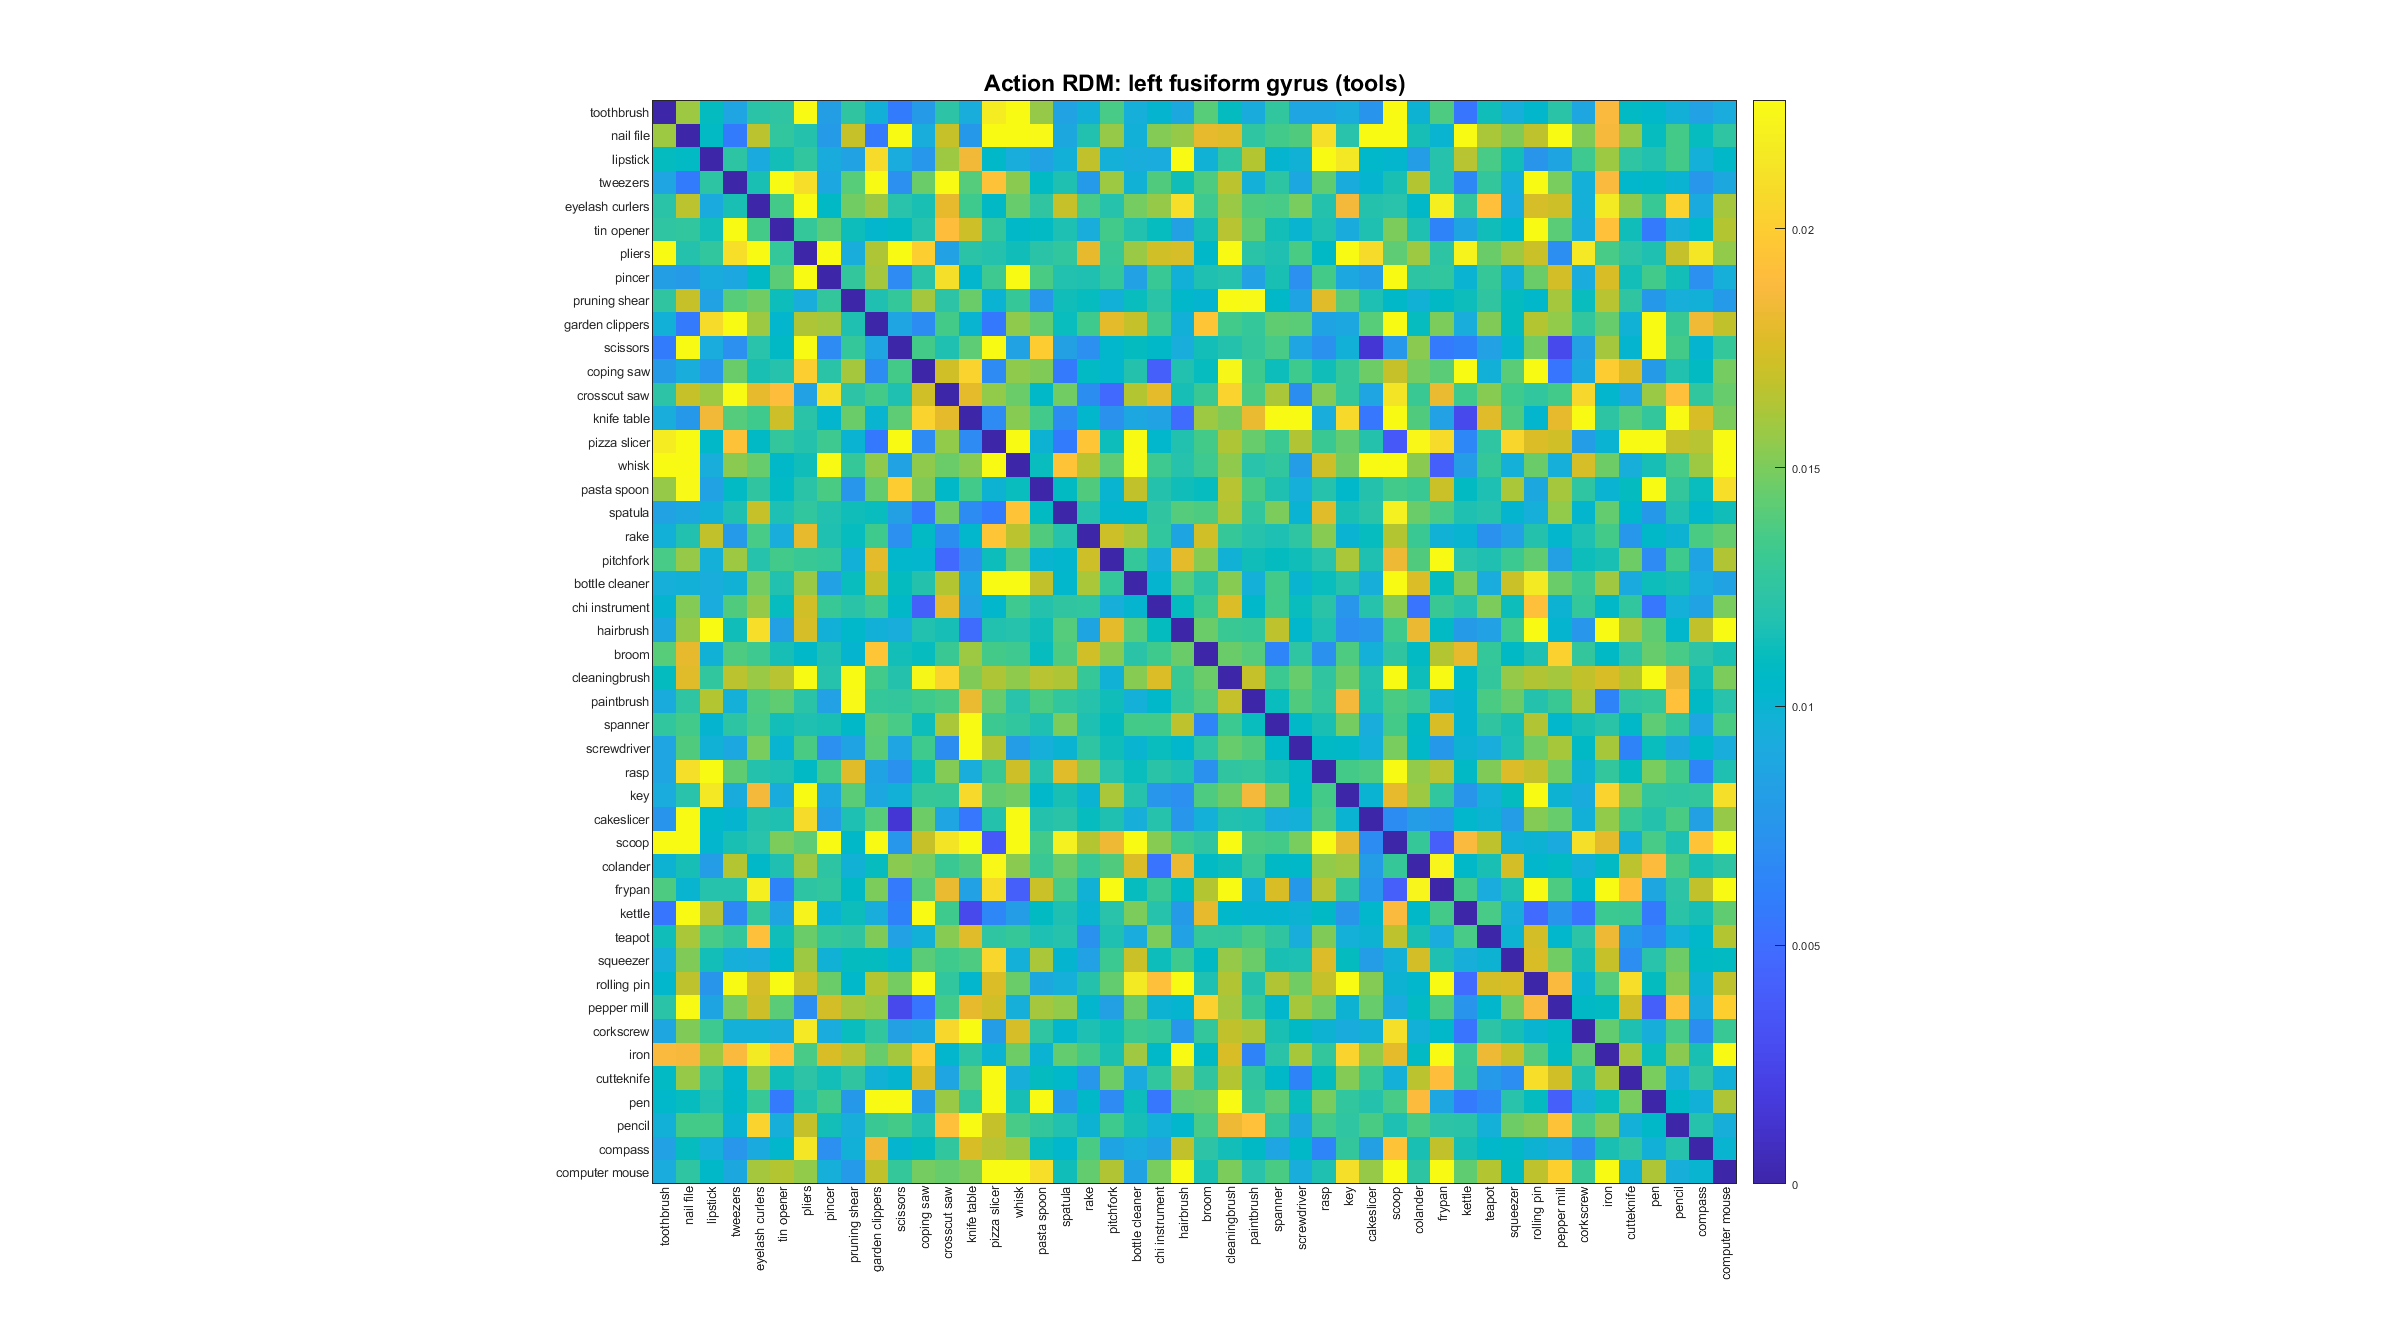 Action RDM: left fusiform gyrus (tools)
toothbrush
nail file
lipstick
tweezers
eyelash curlers
tin opener
pliers
pincer
pruning shear
garden clippers
scissors
coping saw
crosscut saw
knife table
pizza slicer
whisk
pasta spoon
spatula
rake
pitchfork
bottle cleaner
chi instrument
hairbrush
broom
cleaningbrush
paintbrush
spanner
screwdriver
rasp
key
cakeslicer
scoop
colander
frypan
kettle
teapot
squeezer
rolling pin
pepper mill
corkscrew
iron
cutteknife
pen
pencil
compass
computer mouse
toothbrush
nail file
lipstick
tweezers
eyelash curlers
tin opener
pliers
pincer
pruning shear
garden clippers
scissors
coping saw
crosscut saw
knife table
pizza slicer
whisk
pasta spoon
spatula
rake
pitchfork
bottle cleaner
chi instrument
hairbrush
broom
cleaningbrush
paintbrush
spanner
screwdriver
rasp
key
cakeslicer
scoop
colander
frypan
kettle
teapot
squeezer
rolling pin
pepper mill
corkscrew
iron
cutteknife
pen
pencil
compass
computer mouse
0.02
0.015
0.01
0.005
0